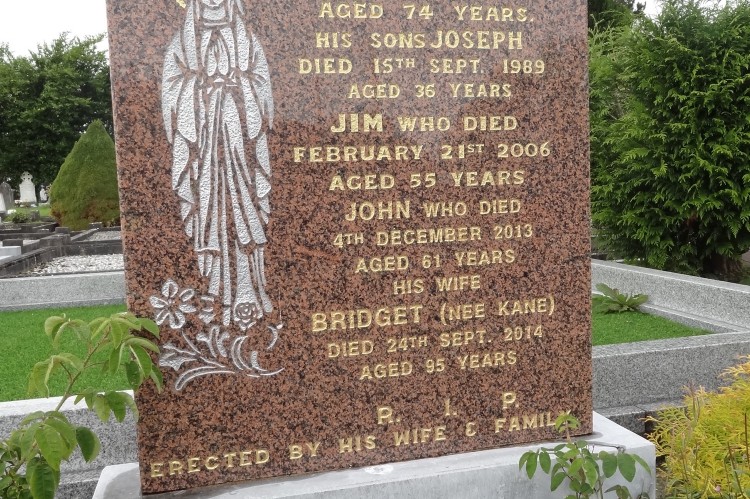 AGED 74 YEARS.
HIS SONS JOSEPH
DIED 15TH SEPT. 1989
AGED 36 YEARS
JIM WHO DIED
FEBRUARY 21ST 2006
AGED 55 YEARS
JOHN WHO DIED
4TH DECEMBER 2013
AGED 61 YEARS
HIS WIFE
BRIDGET (NEE KANE)
DIED 24TH SEPT. 2014
AGED 95 YEARS
R. I. P.
ERECTED BY HIS WIFE & FAMIL